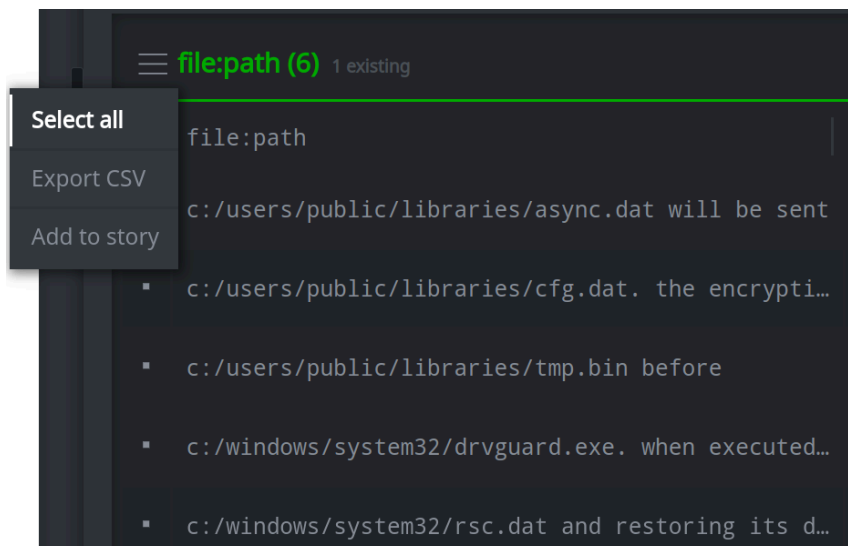 file:path (6) 1 existing
Select all
Export CSV
Add to story
file:path
c:/users/public/libraries/async.dat will be sent
c:/users/public/libraries/cfg.dat. the encrypti…
c:/users/public/libraries/tmp.bin before
c:/windows/system32/drvguard.exe. when executed…
c:/windows/system32/rsc.dat and restoring its d…